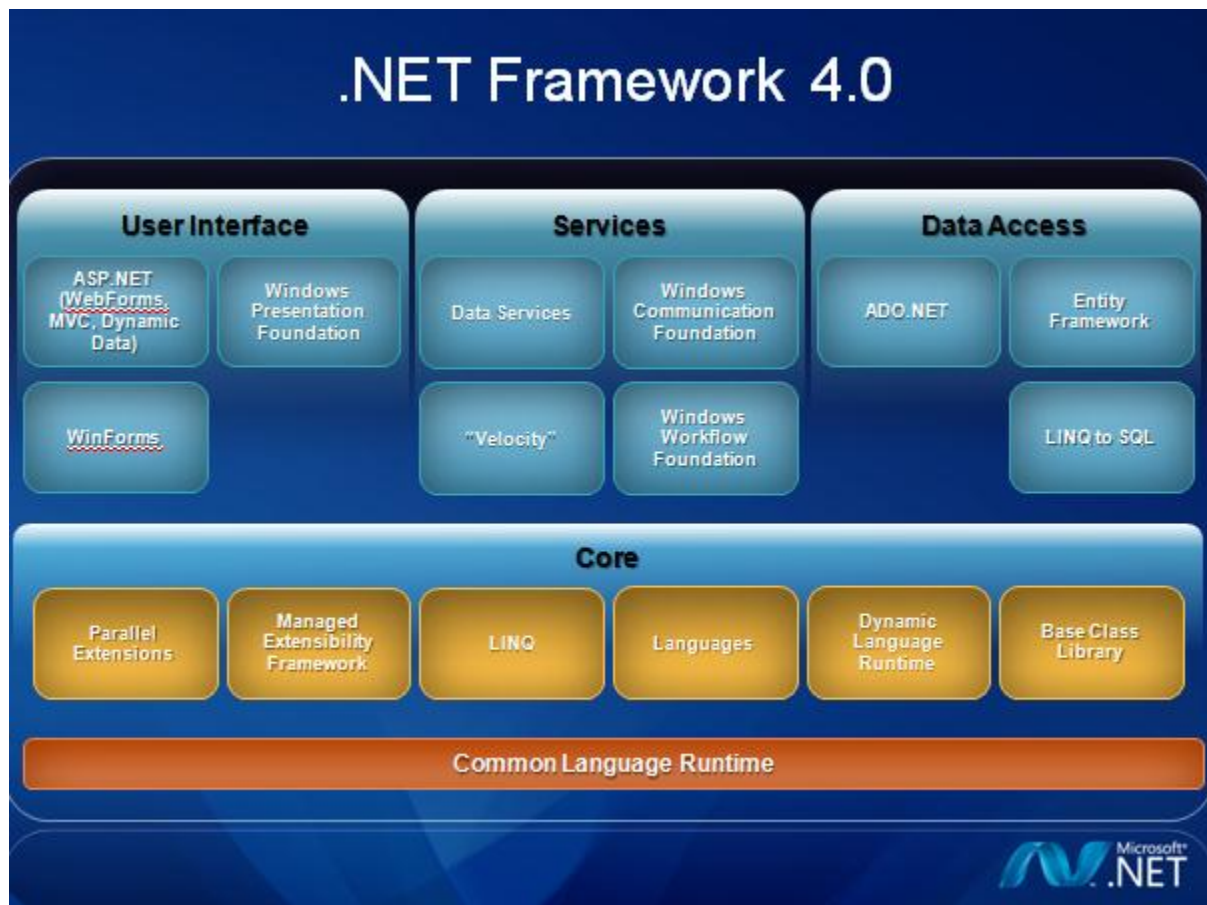 .NET Framework 4.0
User Interface
ASP.NET
(WebForms,
MVC, Dynamic
Data)
Windows
Presentation
Foundation
WinForms
Services
Data Services
Windows
Communication
Foundation
"Velocity"
Windows
Workflow
Foundation
Data Access
ADO.NET
Entity
Framework
LINQ to SQL
Core
Parallel
Extensions
Managed
Extensibility
Framework
LINQ
Languages
Dynamic
Language
Runtime
Base Class
Library
Common Language Runtime
Microsoft®
.NET